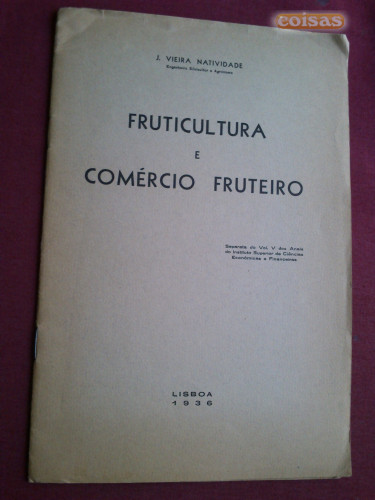 coisas
J. VIEIRA NATIVIDADE
Engenheiro Silvicultor e Agrónomo
FRUTICULTURA
E
COMÉRCIO FRUTEIRO
Separata do Vol. V dos Anais
do Instituto Superior de Ciências
Económicas e Financeiras
LISBOA
1936